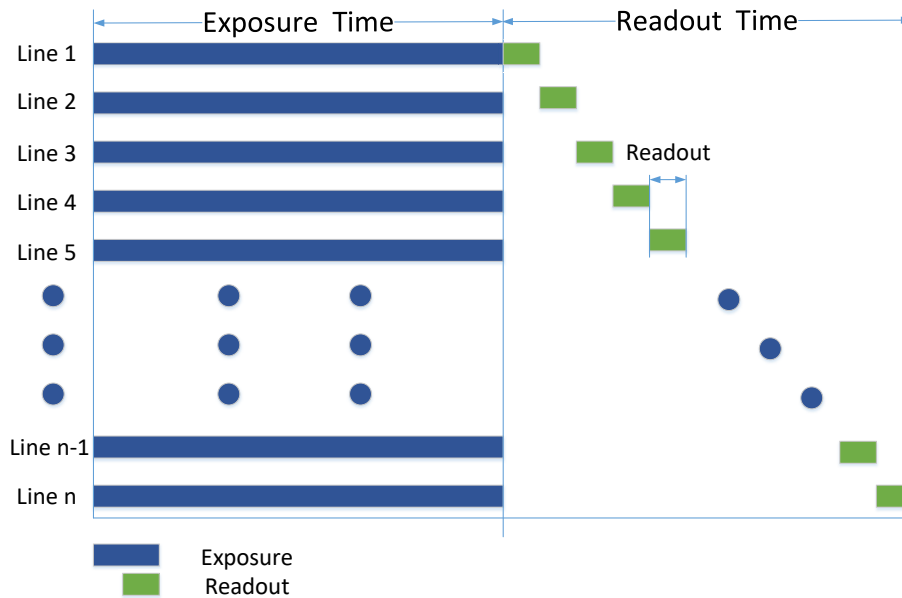 Exposure Time
Readout Time
Line 1
Line 2
Line 3
Readout
Line 4
Line 5
Line n-1
Line n
Exposure
Readout